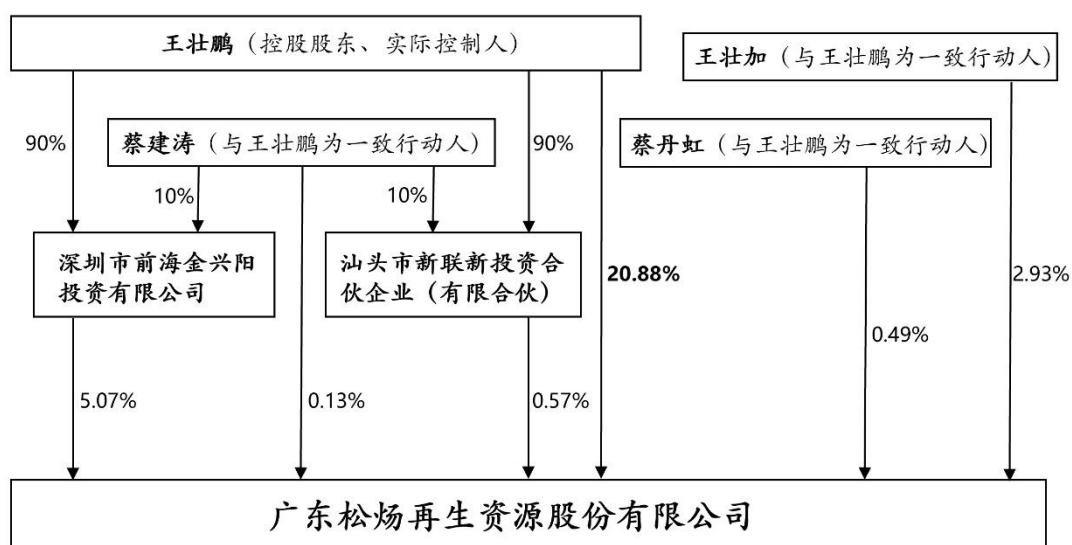 王壮鹏（控股股东、实际控制人）
王壮加（与王壮鹏为一致行动人）
90%
蔡建涛（与王壮鹏为一致行动人）
90%
蔡丹虹（与王壮鹏为一致行动人）
10%
10%
深圳市前海金兴阳
投资有限公司
汕头市新联新投资合
伙企业（有限合伙）
20.88%
2.93%
0.49%
5.07%
0.13%
0.57%
广东松炀再生资源股份有限公司